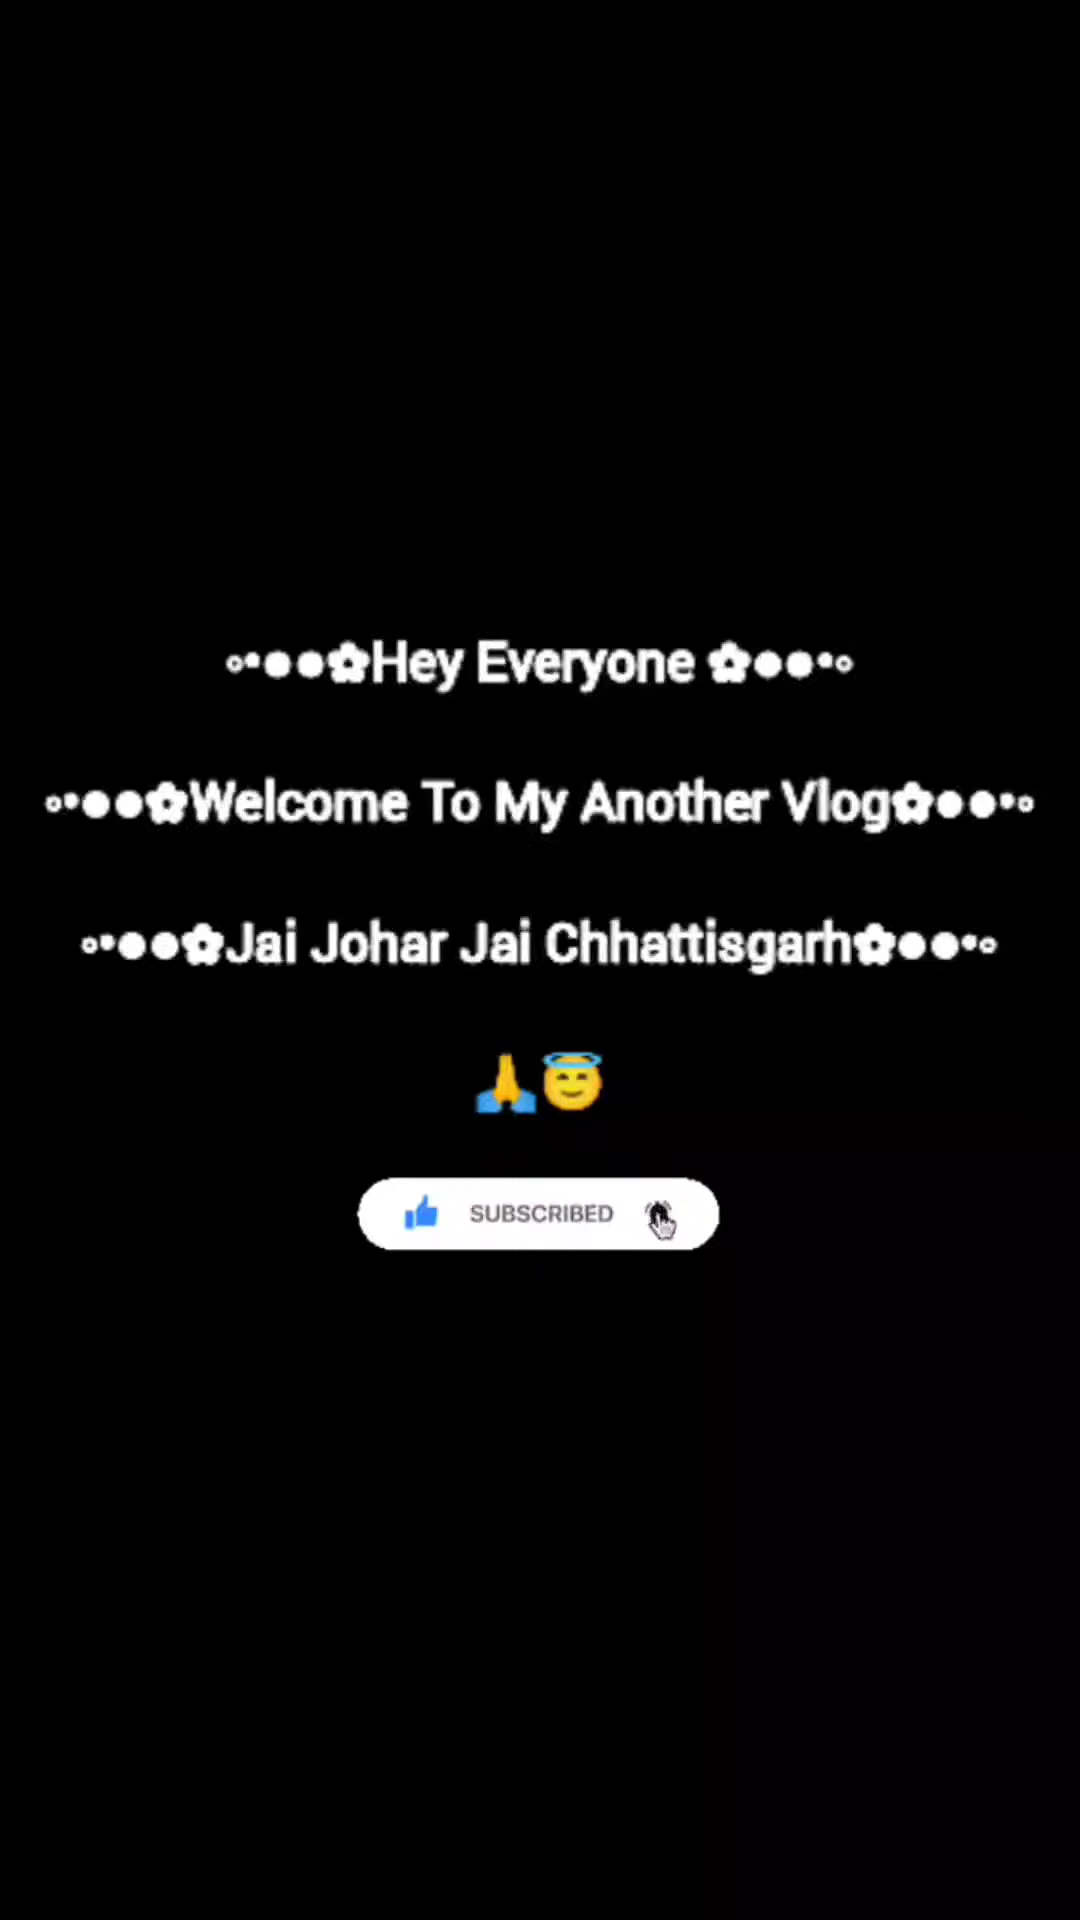 ◦•●●✿Hey Everyone ✿●●•◦
◦•●●✿Welcome To My Another Vlog✿●●•◦
◦•●●✿Jai Johar Jai Chhattisgarh✿●●•◦
🙏😇
SUBSCRIBED